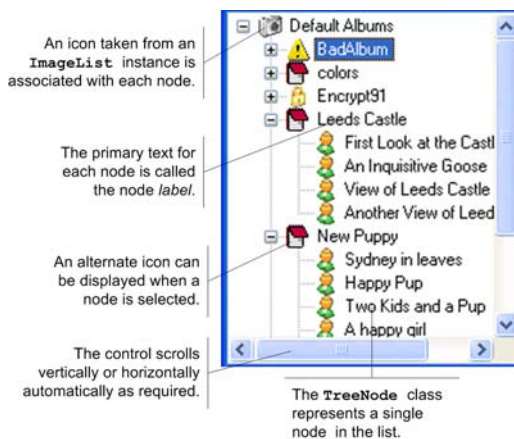 An icon taken from an
ImageList instance is
associated with each node.
The primary text for
each node is called
the node label.
An alternate icon can
be displayed when a
node is selected.
The control scrolls
vertically or horizontally
automatically as required.
Default Albums
BadAlbum
colors
Encrypt91
Leeds Castle
First Look at the Castl
An Inquisitive Goose
View of Leeds Castle
Another View of Leed
New Puppy
Sydney in leaves
Happy Pup
Two Kids and a Pup
A happy girl
The TreeNode class
represents a single
node in the list.